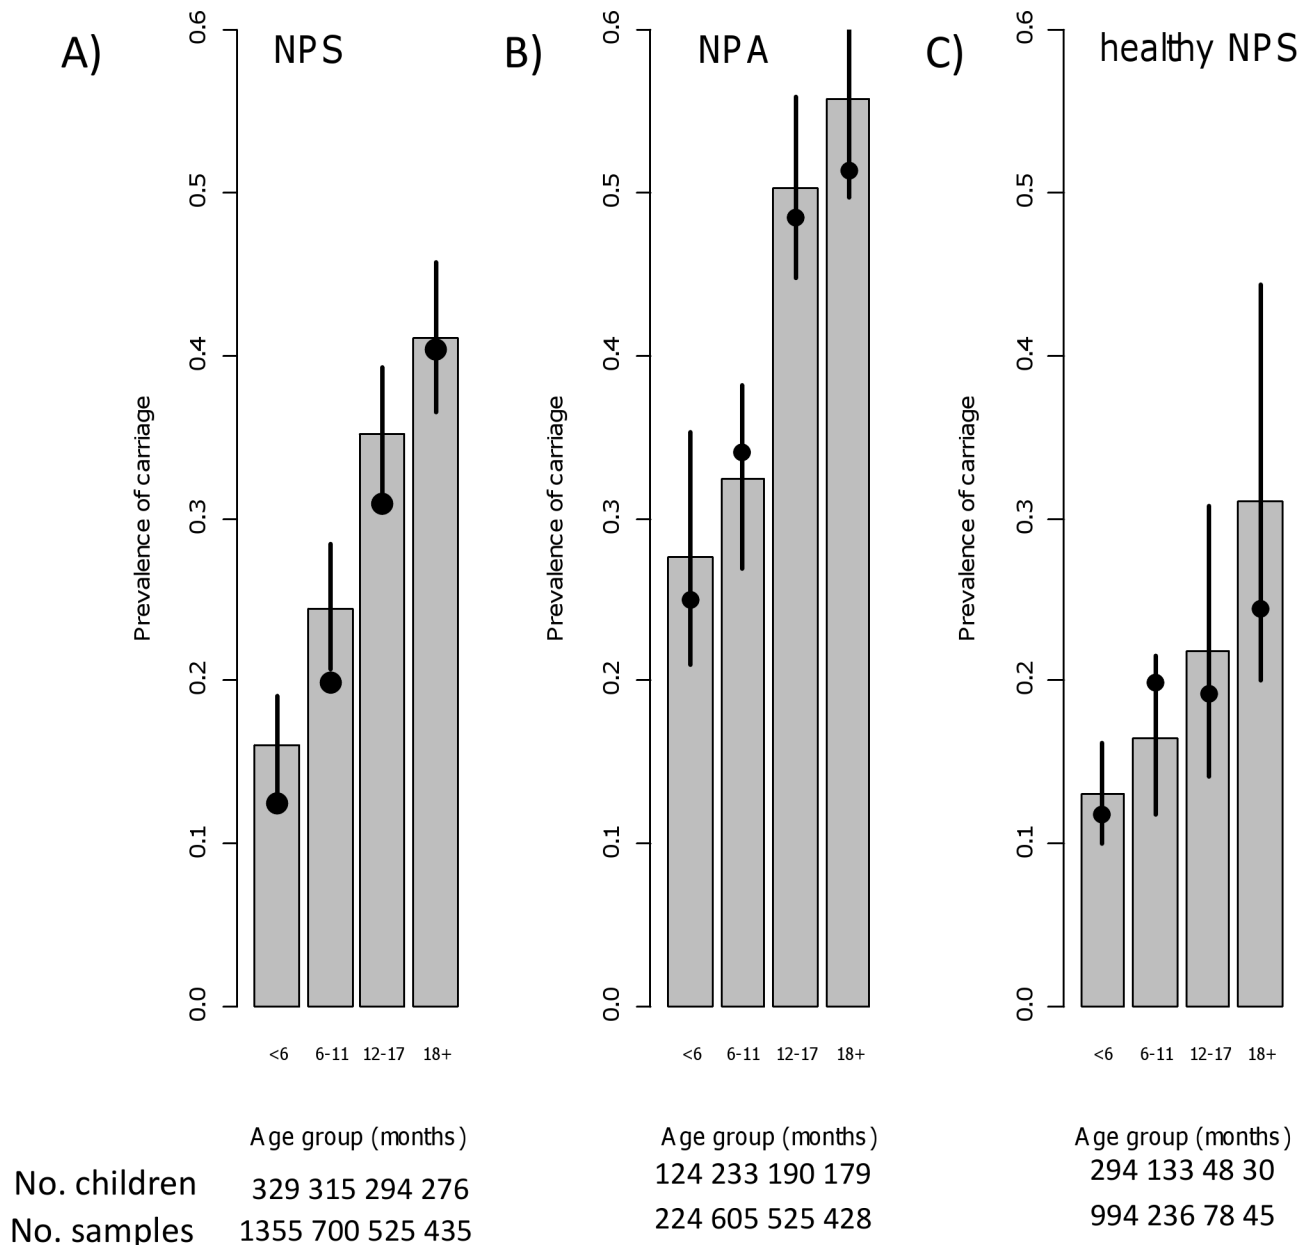 A)
NPS
0.6
0.5
0.4
0.3
0.2
0.1
0.0
Prevalence of carriage
<6 6-11 12-17 18+
Age group (months)
B)
NPA
0.6
0.5
0.4
0.3
0.2
0.1
0.0
Prevalence of carriage
<6 6-11 12-17 18+
Age group (months)
C)
healthy NPS
0.6
0.5
0.4
0.3
0.2
0.1
0.0
Prevalence of carriage
<6 6-11 12-17 18+
Age group (months)
No. children 329 315 294 276 124 233 190 179 294 133 48 30
No. samples 1355 700 525 435 224 605 525 428 994 236 78 45